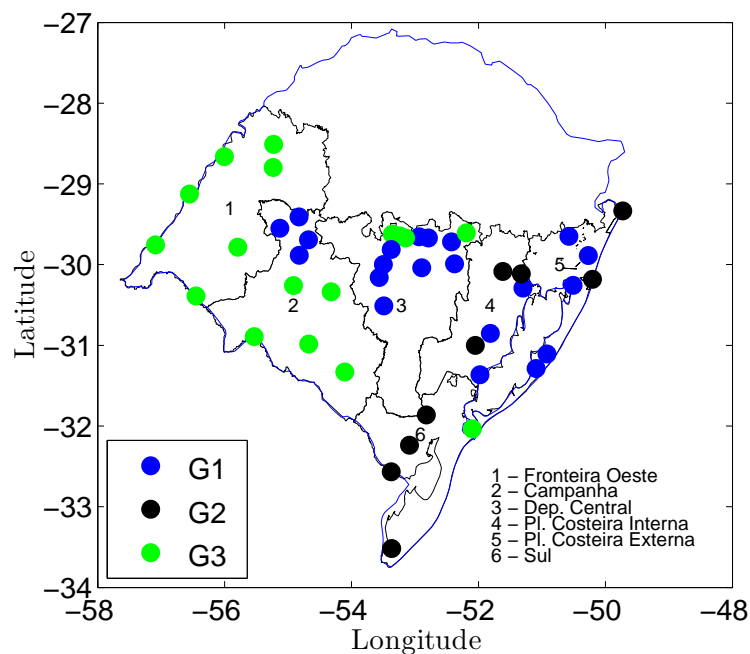 −27
−28
−29
−30
−31
−32
−33
−34
Latitude
1
2
3
4
5
6
G1
G2
G3
1 – Fronteira Oeste
2 – Campanha
3 – Dep. Central
4 – Pl. Costeira Interna
5 – Pl. Costeira Externa
6 – Sul
−58 −56 −54 −52 −50 −48
Longitude